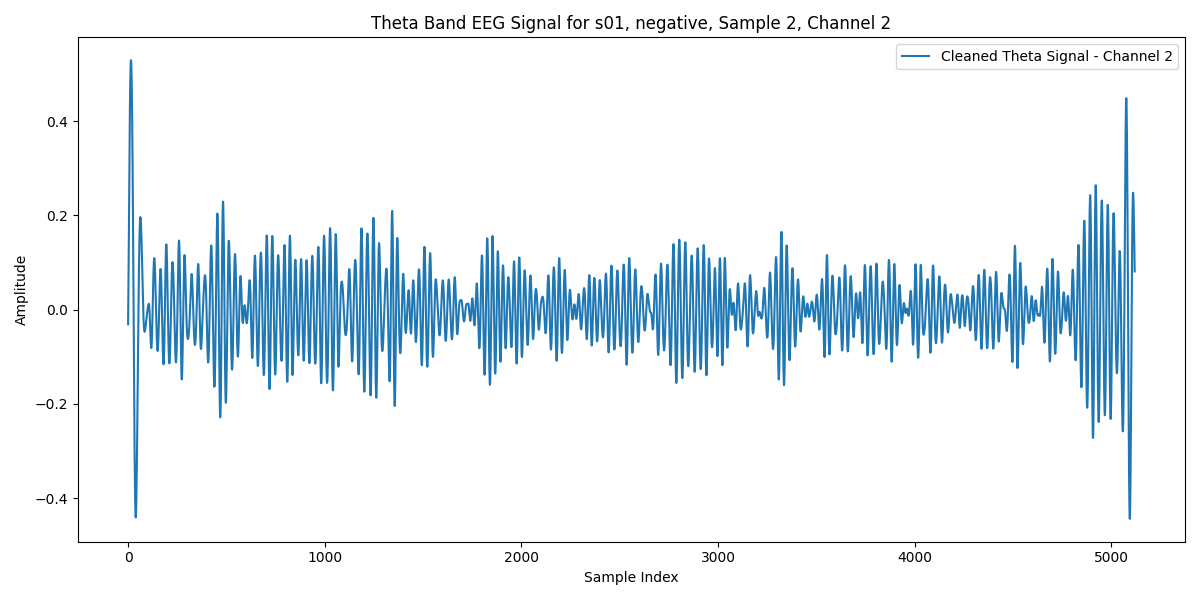 Theta Band EEG Signal for s01, negative, Sample 2, Channel 2
Cleaned Theta Signal - Channel 2
Amplitude
0.4
0.2
0.0
−0.2
−0.4
0 1000 2000 3000 4000 5000
Sample Index